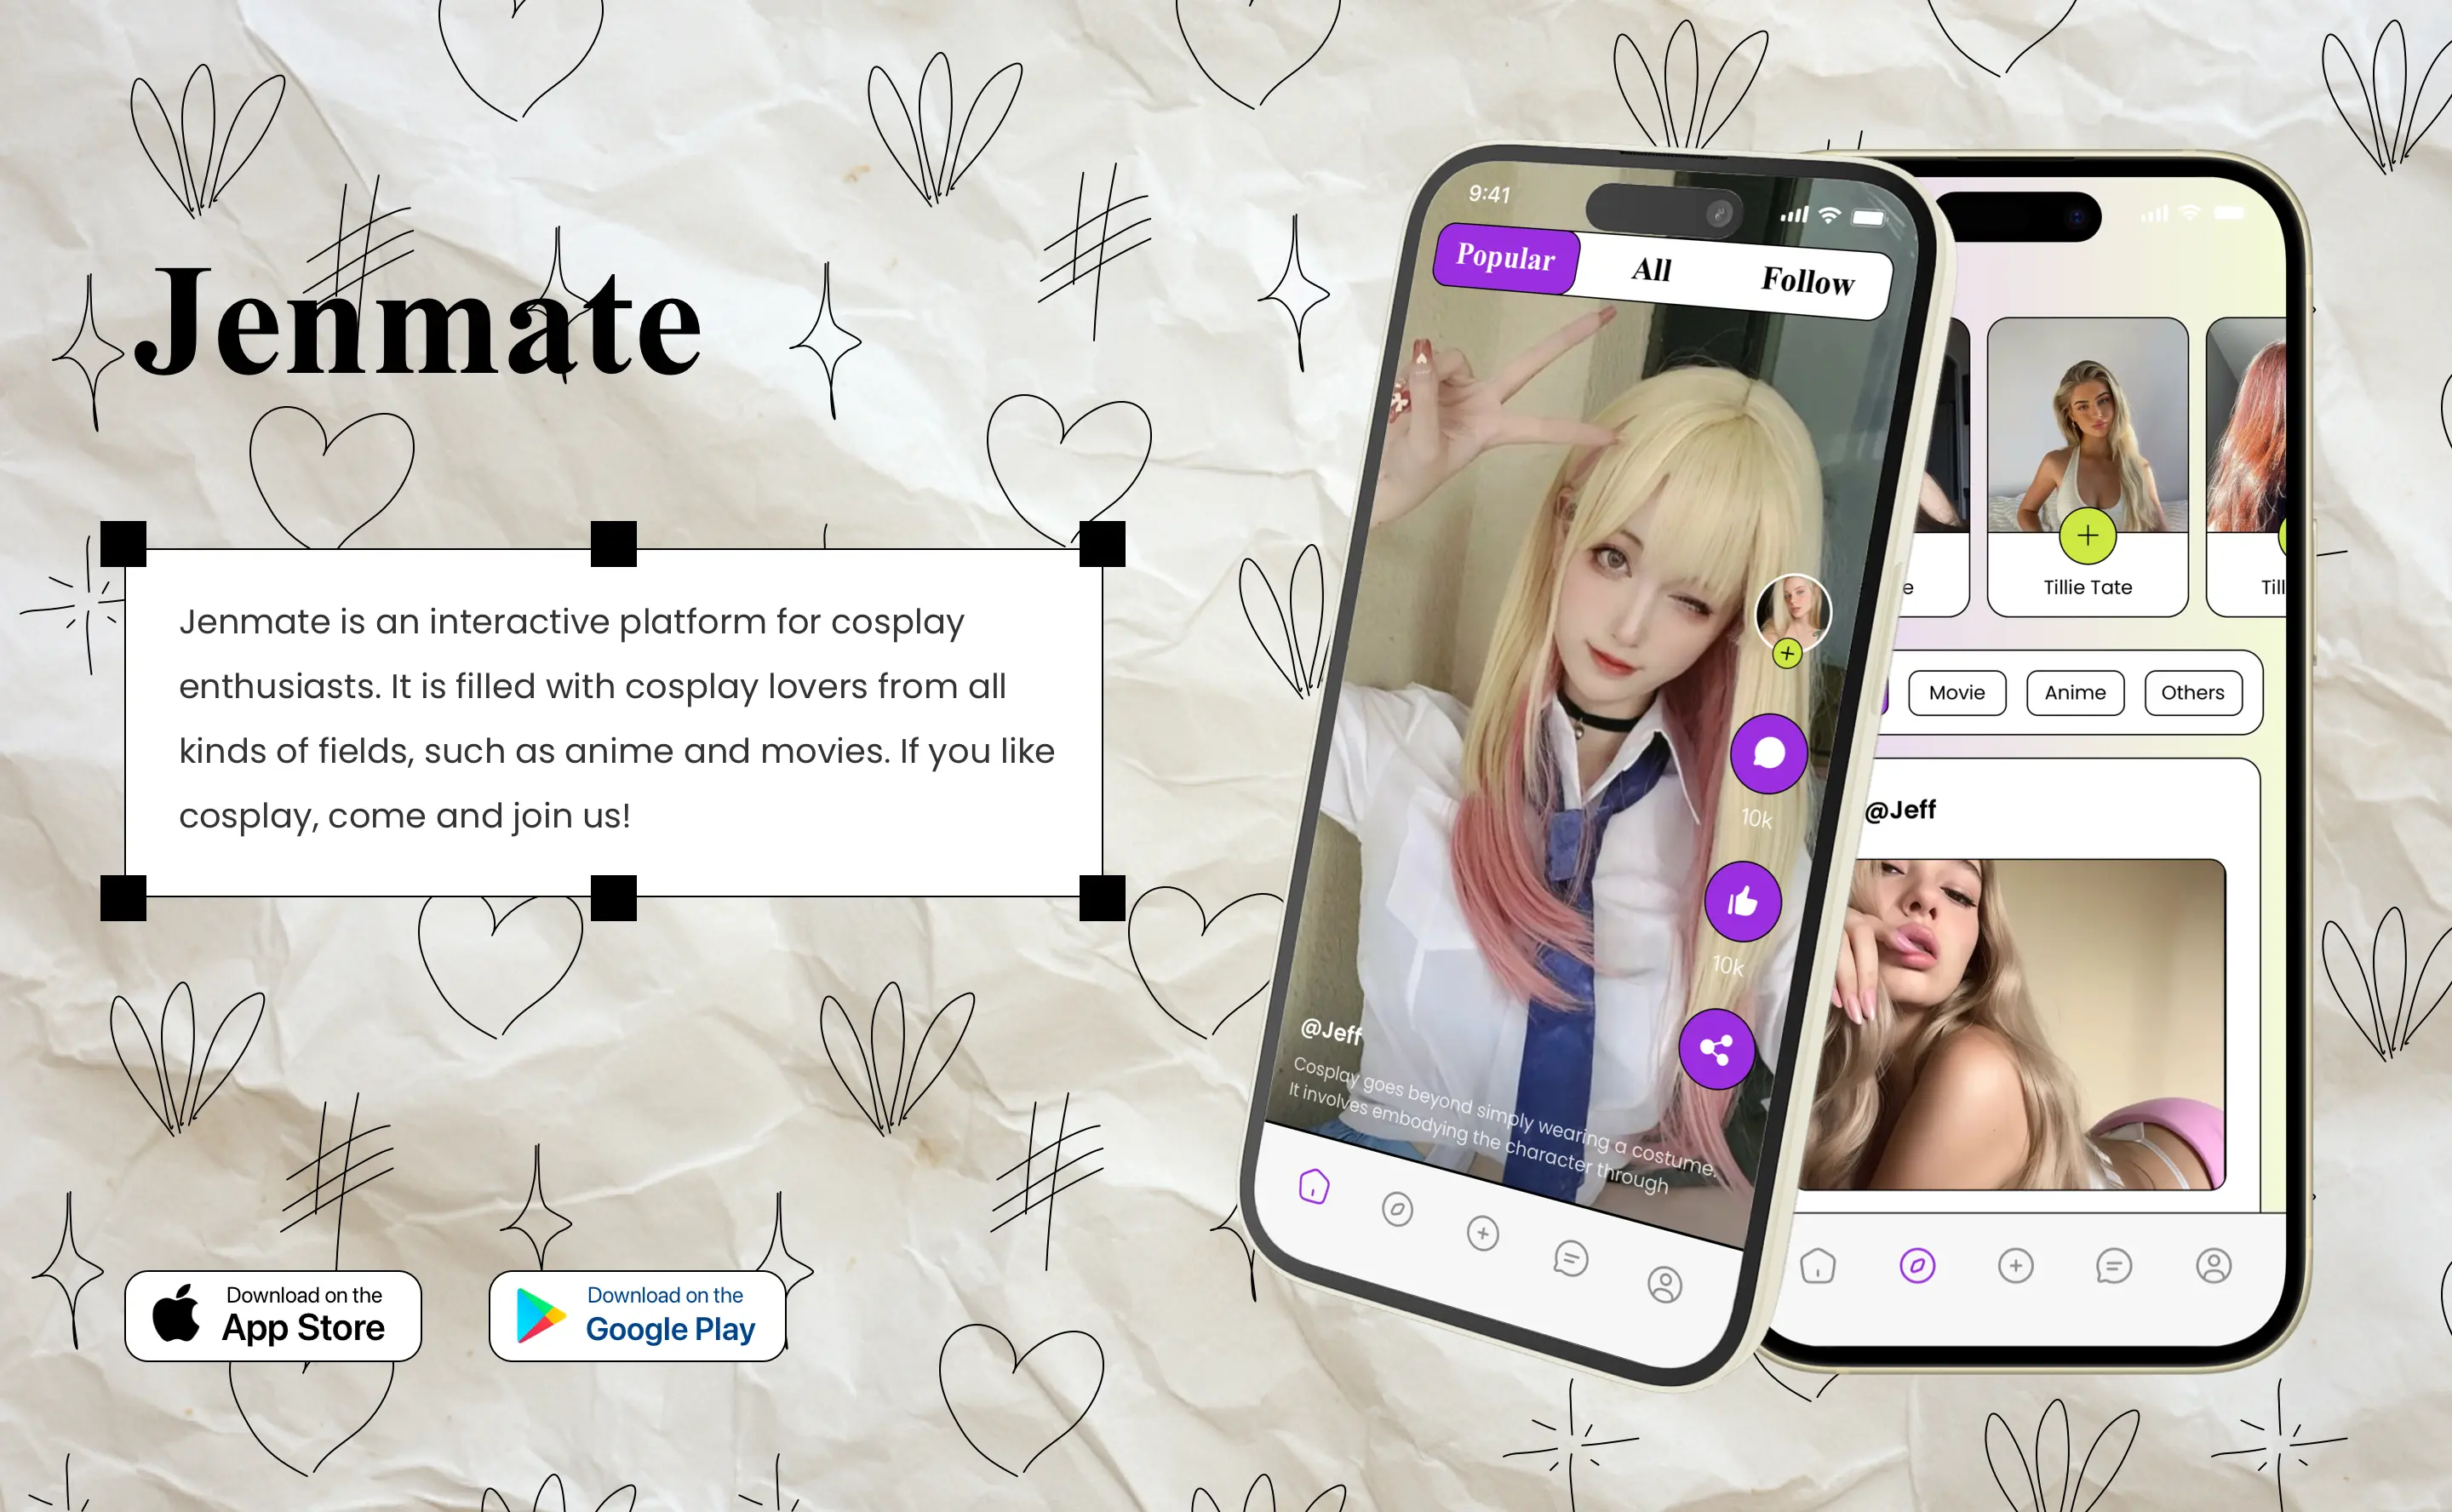 Jenmate
Jenmate is an interactive platform for cosplay
enthusiasts. It is filled with cosplay lovers from all
kinds of fields, such as anime and movies. If you like
cosplay, come and join us!
Download on the
App Store
Download on the
Google Play
9:41
Popular All Follow
10k
10k
@Jeff
Cosplay goes beyond simply wearing a costume.
It involves embodying the character through
Tillie Tate
Movie Anime Others
@Jeff